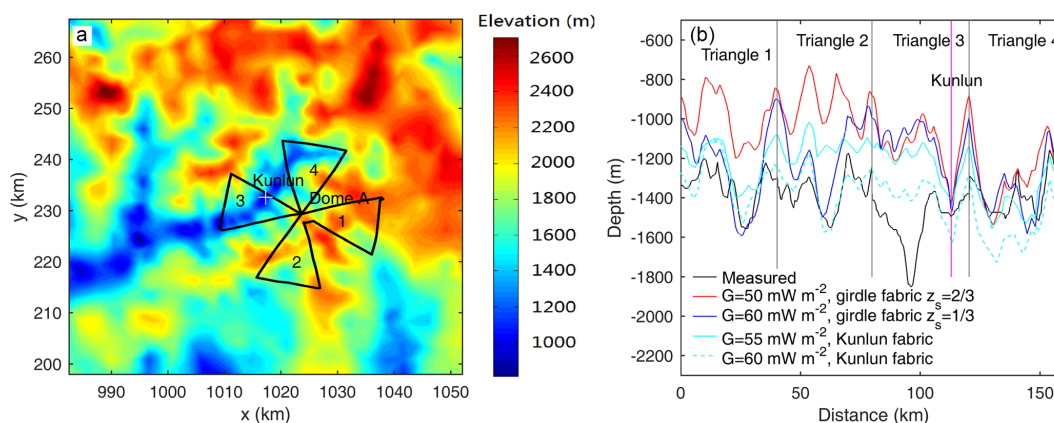 a
Elevation (m)
260
250
240
230
220
210
200
y (km)
990
1000
1010
1020
1030
1040
1050
x (km)
Kunlun
Dome A
1
2
3
4
2600
2400
2200
2000
1800
1600
1400
1200
1000
(b)
Triangle 1
Triangle 2
Triangle 3
Triangle 4
Kunlun
-600
-800
-1000
-1200
-1400
-1600
-1800
-2000
-2200
Depth (m)
Measured
G=50 mW m⁻², girdle fabric zₛ=2/3
G=60 mW m⁻², girdle fabric zₛ=1/3
G=55 mW m⁻², Kunlun fabric
G=60 mW m⁻², Kunlun fabric
0
50
100
150
Distance (km)